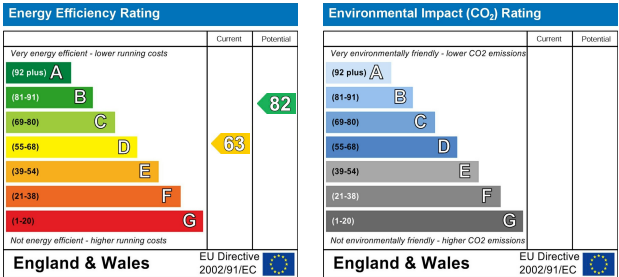 Energy Efficiency Rating
Current Potential
Very energy efficient - lower running costs
(92 plus) A
(81-91) B
82
(69-80) C
(55-68) D
63
(39-54) E
(21-38) F
(1-20) G
Not energy efficient - higher running costs
England & Wales
EU Directive
2002/91/EC
Environmental Impact (CO2) Rating
Current Potential
Very environmentally friendly - lower CO2 emissions
(92 plus) A
(81-91) B
(69-80) C
(55-68) D
(39-54) E
(21-38) F
(1-20) G
Not environmentally friendly - higher CO2 emissions
England & Wales
EU Directive
2002/91/EC